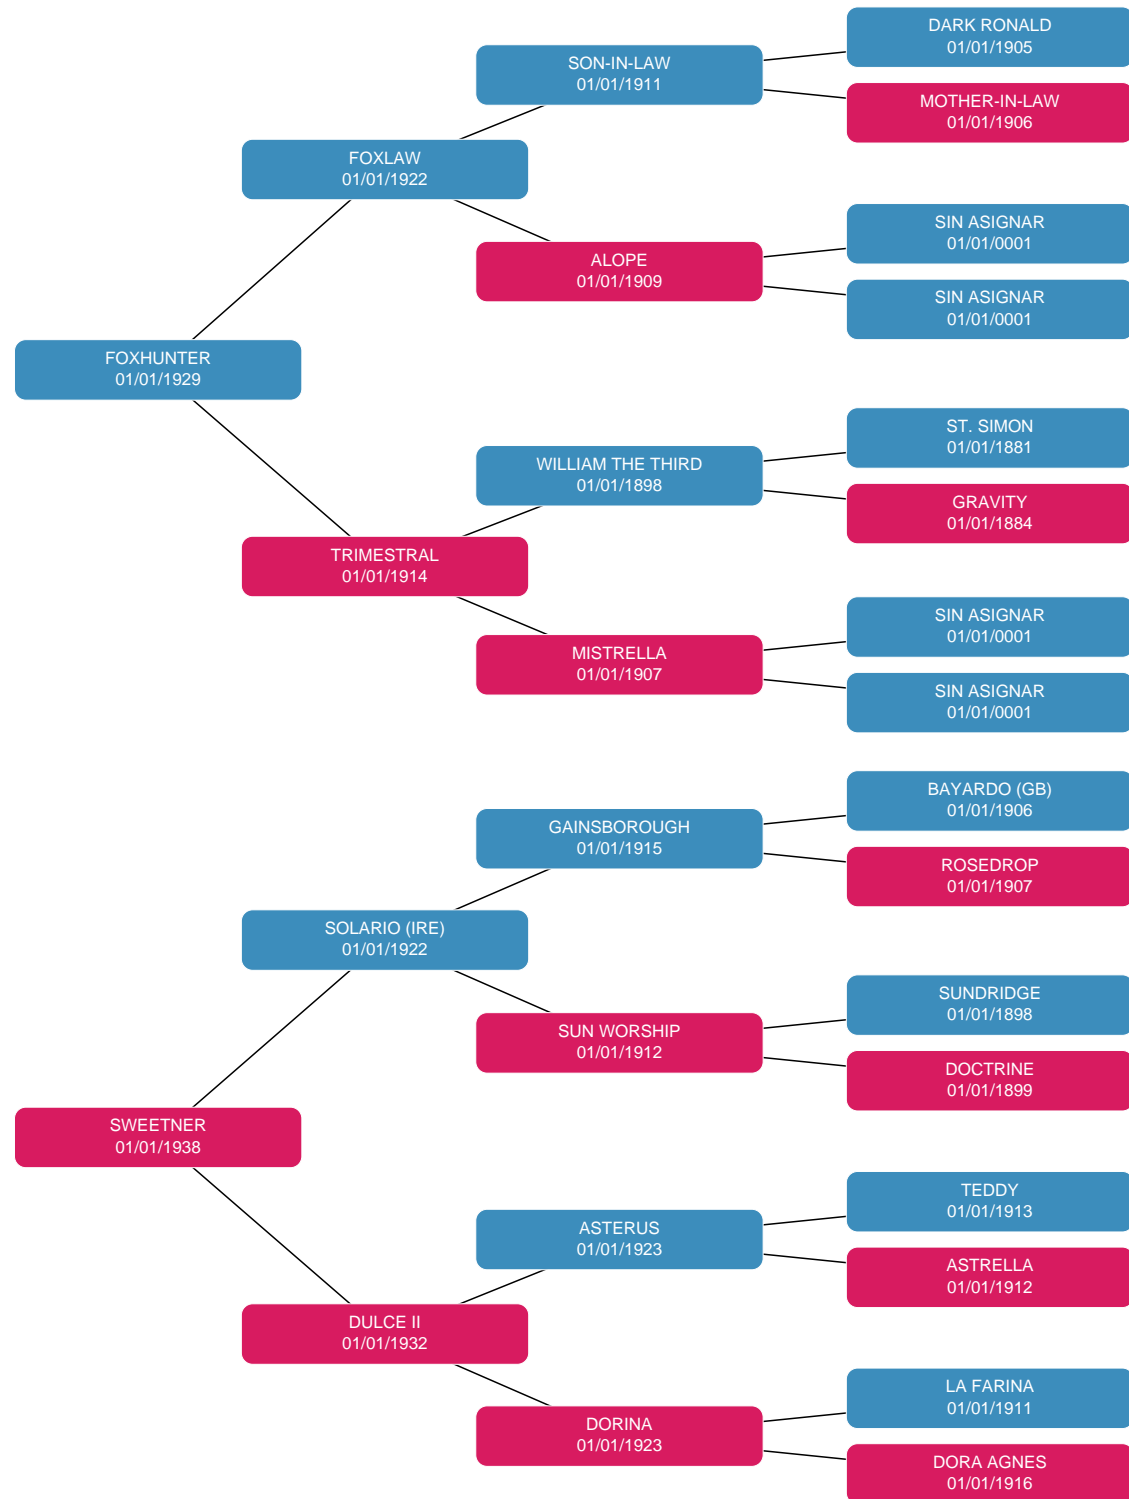 DARK RONALD
01/01/1905
SON-IN-LAW
01/01/1911
MOTHER-IN-LAW
01/01/1906
FOXLAW
01/01/1922
SIN ASIGNAR
01/01/0001
ALOPE
01/01/1909
SIN ASIGNAR
01/01/0001
FOXHUNTER
01/01/1929
ST. SIMON
01/01/1881
WILLIAM THE THIRD
01/01/1898
GRAVITY
01/01/1884
TRIMESTRAL
01/01/1914
SIN ASIGNAR
01/01/0001
MISTRELLA
01/01/1907
SIN ASIGNAR
01/01/0001
BAYARDO (GB)
01/01/1906
GAINSBOROUGH
01/01/1915
ROSEDROP
01/01/1907
SOLARIO (IRE)
01/01/1922
SUNDRIDGE
01/01/1898
SUN WORSHIP
01/01/1912
DOCTRINE
01/01/1899
SWEETNER
01/01/1938
TEDDY
01/01/1913
ASTERUS
01/01/1923
ASTRELLA
01/01/1912
DULCE II
01/01/1932
LA FARINA
01/01/1911
DORINA
01/01/1923
DORA AGNES
01/01/1916